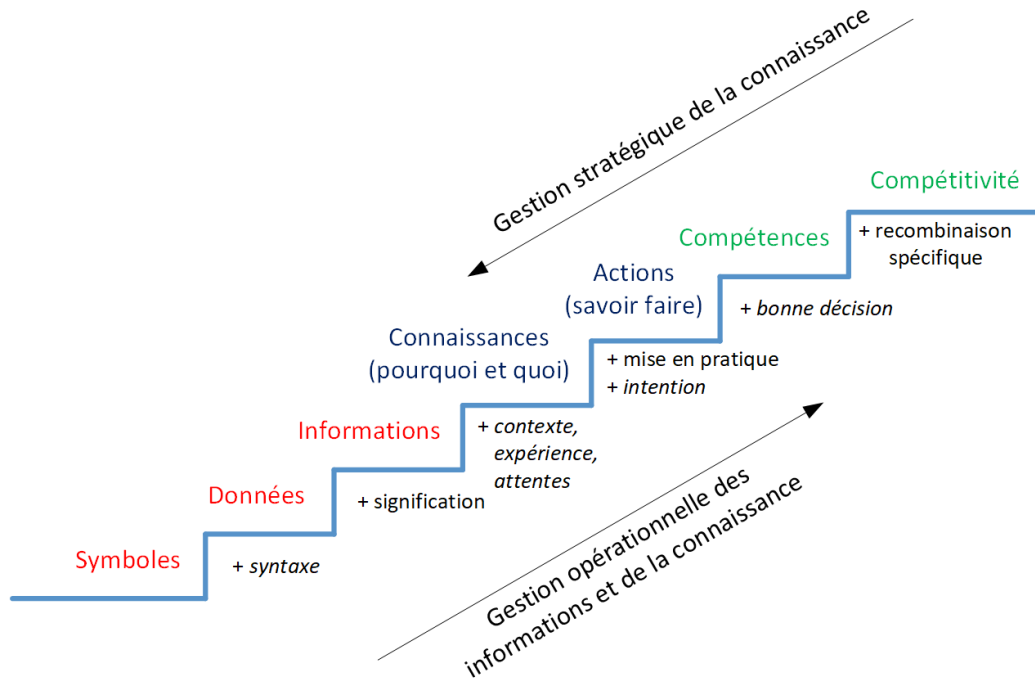 Gestion stratégique de la connaissance
Compétitivité
+ recombinaison
spécifique
Compétences
+ bonne décision
Actions
(savoir faire)
+ mise en pratique
+ intention
Connaissances
(pourquoi et quoi)
+ contexte,
expérience,
attentes
Informations
+ signification
Données
+ syntaxe
Symboles
Gestion opérationnelle des
informations et de la connaissance